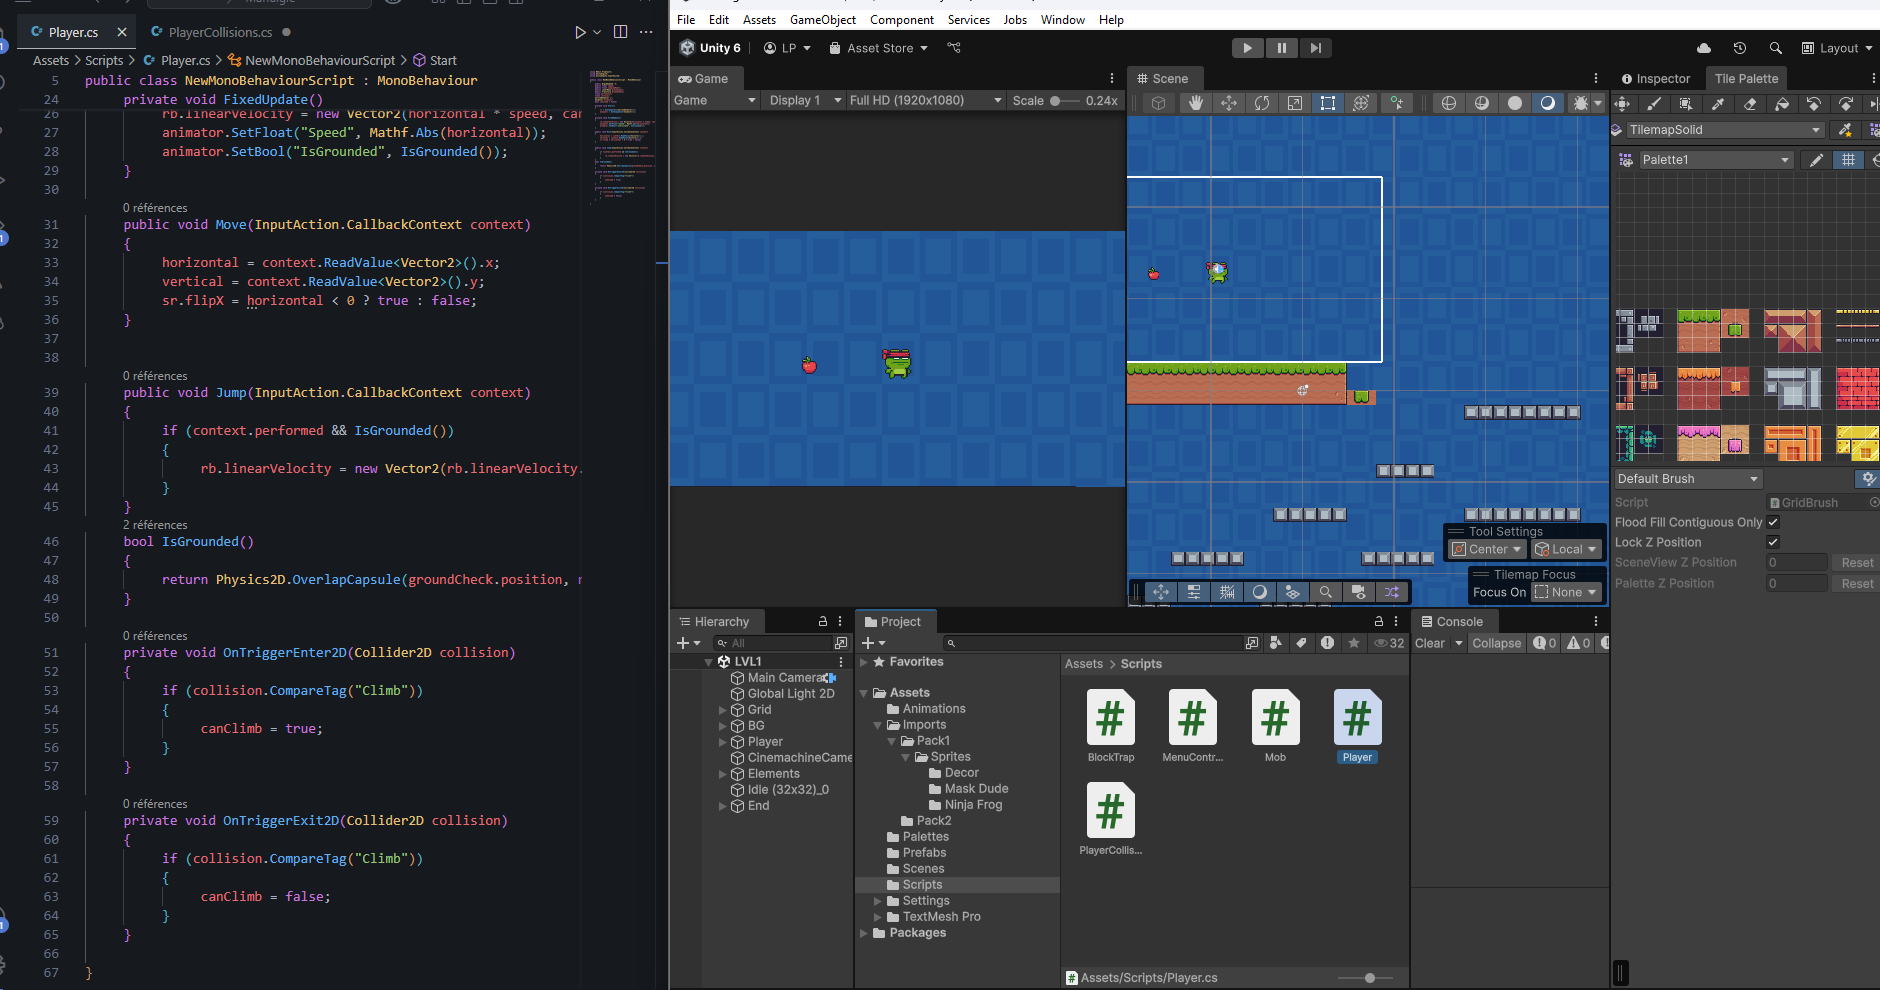 Player.cs
PlayerCollisions.cs
Assets > Scripts > Player.cs > NewMonoBehaviourScript > Start
5 public class NewMonoBehaviourScript : MonoBehaviour
24 private void FixedUpdate()
26 rb.linearVelocity = new Vector2(horizontal * speed, can
27 animator.SetFloat("Speed", Mathf.Abs(horizontal));
28 animator.SetBool("IsGrounded", IsGrounded());
29 }
30
0 références
31 public void Move(InputAction.CallbackContext context)
32 {
33 horizontal = context.ReadValue<Vector2>().x;
34 vertical = context.ReadValue<Vector2>().y;
35 sr.flipX = horizontal < 0 ? true : false;
36 }
37
38
0 références
39 public void Jump(InputAction.CallbackContext context)
40 {
41 if (context.performed && IsGrounded())
42 {
43 rb.linearVelocity = new Vector2(rb.linearVelocity.
44 }
45 }
2 références
46 bool IsGrounded()
47 {
48 return Physics2D.OverlapCapsule(groundCheck.position, n
49 }
50
0 références
51 private void OnTriggerEnter2D(Collider2D collision)
52 {
53 if (collision.CompareTag("Climb"))
54 {
55 canClimb = true;
56 }
57 }
58
0 références
59 private void OnTriggerExit2D(Collider2D collision)
60 {
61 if (collision.CompareTag("Climb"))
62 {
63 canClimb = false;
64 }
65 }
66
67 }
File Edit Assets GameObject Component Services Jobs Window Help
Unity 6 LP Asset Store Layout
Game
Game Display 1 Full HD (1920x1080) Scale 0.24x
Scene
Tool Settings
Center Local
Tilemap Focus
Focus On None
Inspector Tile Palette
TilemapSolid
Palette1
Default Brush
Script GridBrush
Flood Fill Contiguous Only
Lock Z Position
SceneView Z Position 0 Reset
Palette Z Position 0 Reset
Hierarchy
All
LVL1
Main Camera
Global Light 2D
Grid
BG
Player
CinemachineCame
Elements
Idle (32x32)_0
End
Project
32
Favorites
Assets
Animations
Imports
Pack1
Sprites
Decor
Mask Dude
Ninja Frog
Pack2
Palettes
Prefabs
Scenes
Scripts
Settings
TextMesh Pro
Packages
Assets > Scripts
BlockTrap
MenuContr...
Mob
Player
PlayerCollis...
Assets/Scripts/Player.cs
Console
Clear Collapse 0 0